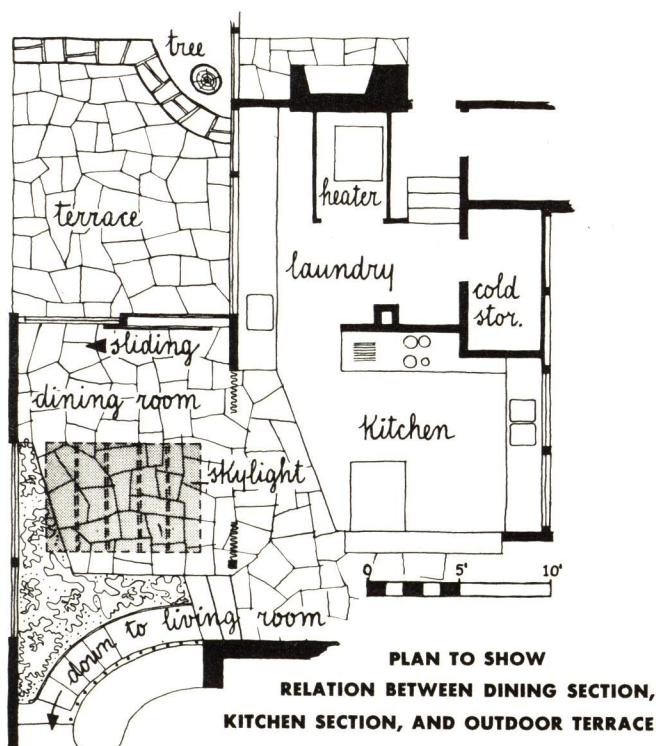 tree
terrace
heater
laundry
cold
stor.
sliding
dining room
kitchen
skylight
0 5' 10'
down to living room
PLAN TO SHOW
RELATION BETWEEN DINING SECTION,
KITCHEN SECTION, AND OUTDOOR TERRACE